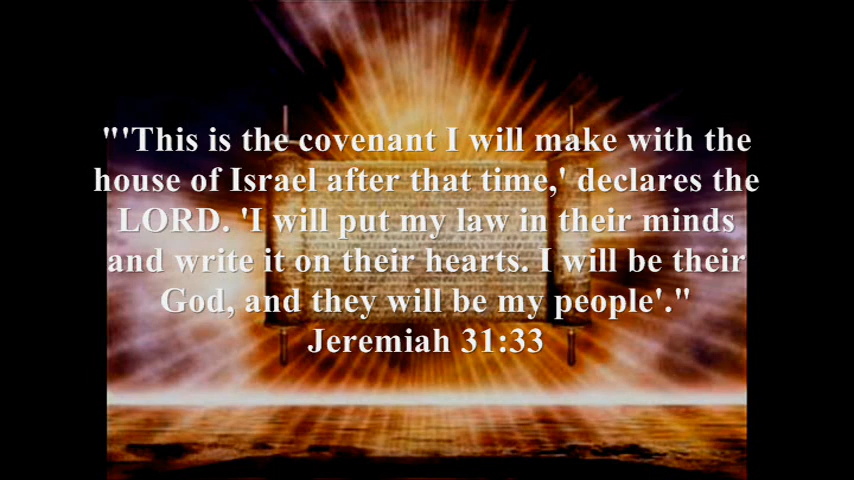 "'This is the covenant I will make with the
house of Israel after that time,' declares the
LORD. 'I will put my law in their minds
and write it on their hearts. I will be their
God, and they will be my people'."
Jeremiah 31:33